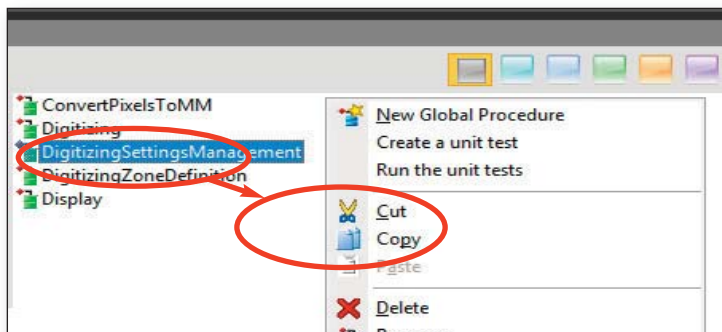 ConvertPixelsToMM
Digitizing
DigitizingSettingsManagement
DigitizingZoneDefinition
Display
New Global Procedure
Create a unit test
Run the unit tests
Cut
Copy
Paste
Delete